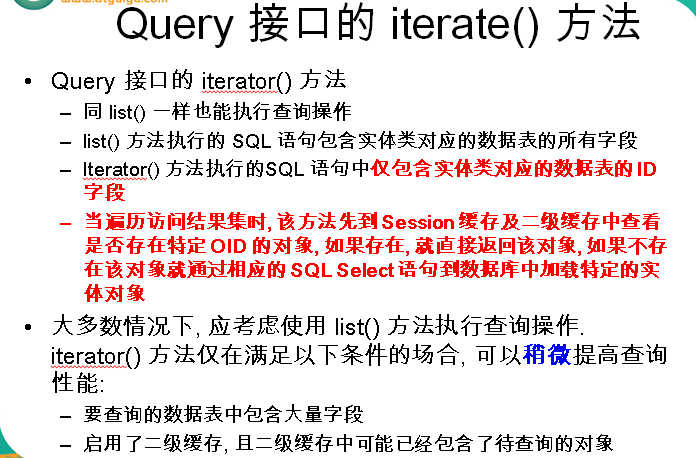 www.atguigu.com
Query 接口的 iterate() 方法
• Query 接口的 iterator() 方法
– 同 list() 一样也能执行查询操作
– list() 方法执行的 SQL 语句包含实体类对应的数据表的所有字段
– Iterator() 方法执行的SQL 语句中仅包含实体类对应的数据表的 ID
字段
– 当遍历访问结果集时, 该方法先到 Session 缓存及二级缓存中查看
是否存在特定 OID 的对象, 如果存在, 就直接返回该对象, 如果不存
在该对象就通过相应的 SQL Select 语句到数据库中加载特定的实
体对象
• 大多数情况下, 应考虑使用 list() 方法执行查询操作.
iterator() 方法仅在满足以下条件的场合, 可以稍微提高查询
性能:
– 要查询的数据表中包含大量字段
– 启用了二级缓存, 且二级缓存中可能已经包含了待查询的对象